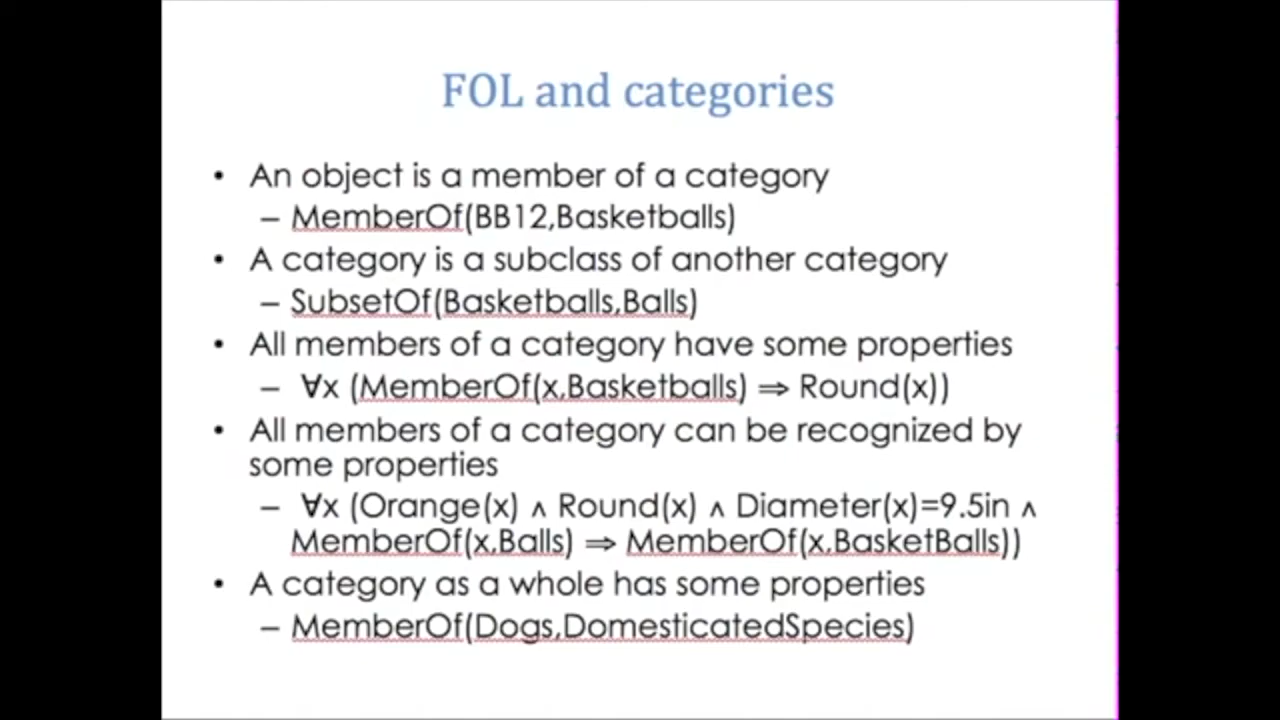 FOL and categories
• An object is a member of a category
– MemberOf(BB12,Basketballs)
• A category is a subclass of another category
– SubsetOf(Basketballs,Balls)
• All members of a category have some properties
– ∀x (MemberOf(x,Basketballs) ⇒ Round(x))
• All members of a category can be recognized by
some properties
– ∀x (Orange(x) ∧ Round(x) ∧ Diameter(x)=9.5in ∧
MemberOf(x,Balls) ⇒ MemberOf(x,BasketBalls))
• A category as a whole has some properties
– MemberOf(Dogs,DomesticatedSpecies)